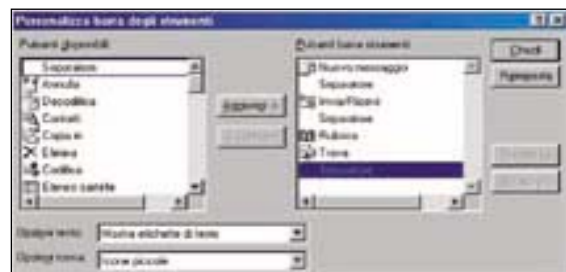 Personalizza barra degli strumenti
Pulsanti disponibili:
Separatore
Annulla
Decodifica
Contatti
Copia in
Elimina
Codifica
Elenco cartelle
Aggiungi ->
Pulsanti barra strumenti:
Nuovo messaggio
Separatore
Invia/Ricevi
Separatore
Rubrica
Trova
Separatore
Chiudi
Reimposta
Opzioni testo:
Mostra etichette di testo
Opzioni icona:
Icone piccole